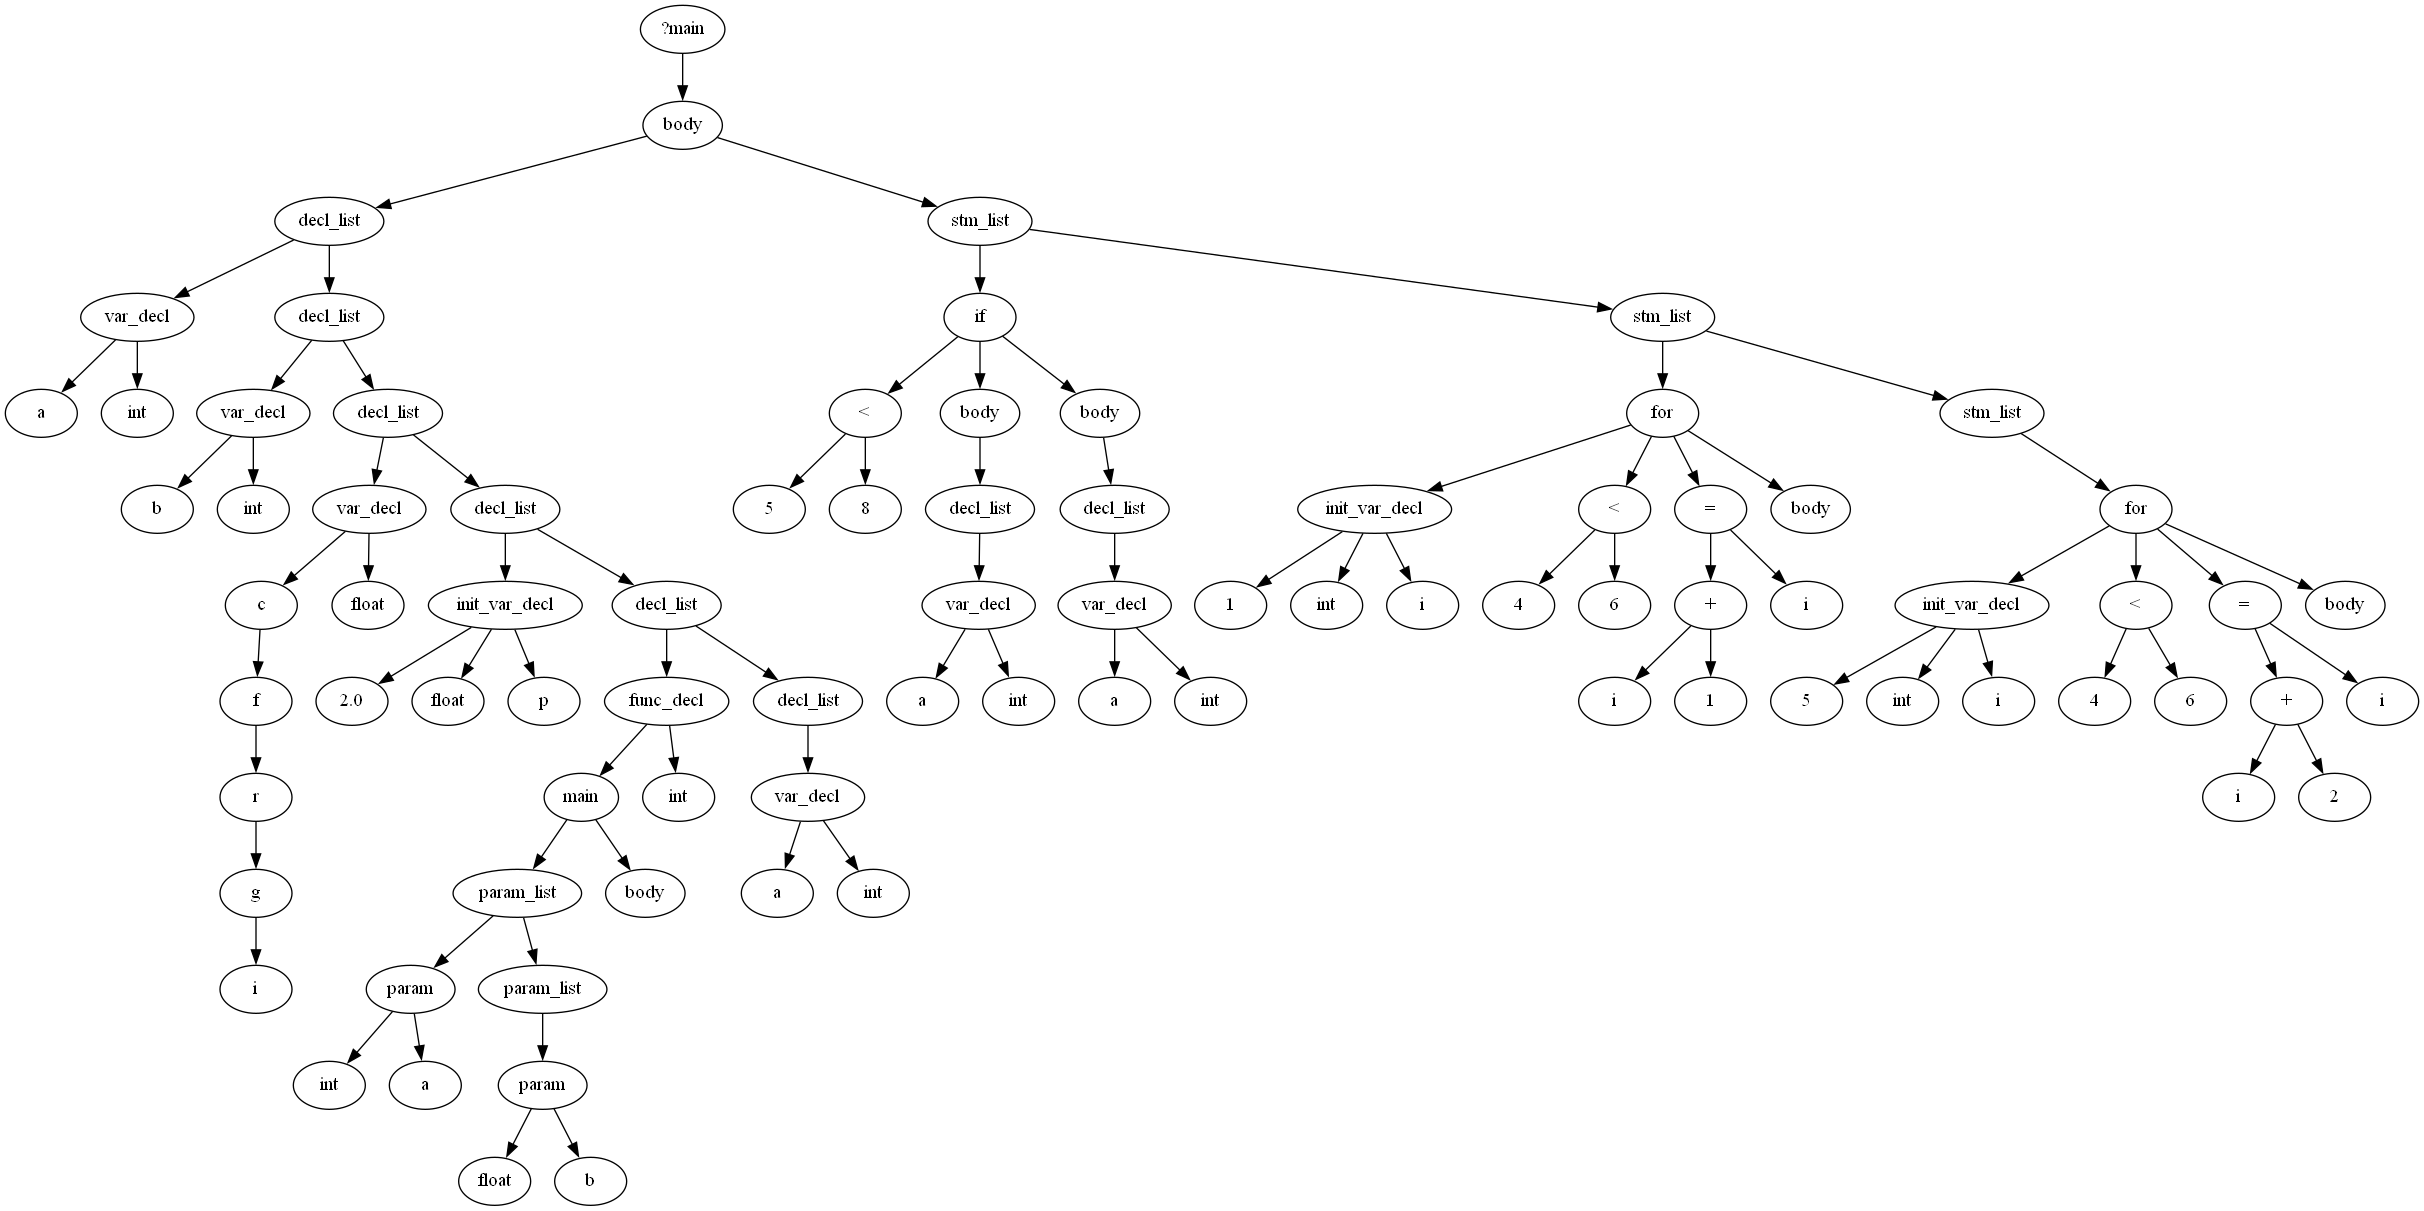 ?main
body
decl_list
stm_list
var_decl
decl_list
if
stm_list
a
int
var_decl
decl_list
<
body
body
for
stm_list
b
int
var_decl
decl_list
5
8
decl_list
decl_list
init_var_decl
<
=
body
for
c
float
init_var_decl
decl_list
var_decl
var_decl
1
int
i
4
6
+
i
init_var_decl
<
=
body
f
2.0
float
p
func_decl
decl_list
a
int
a
int
i
1
5
int
i
4
6
+
i
r
main
int
var_decl
i
2
g
param_list
body
a
int
i
param
param_list
int
a
param
float
b